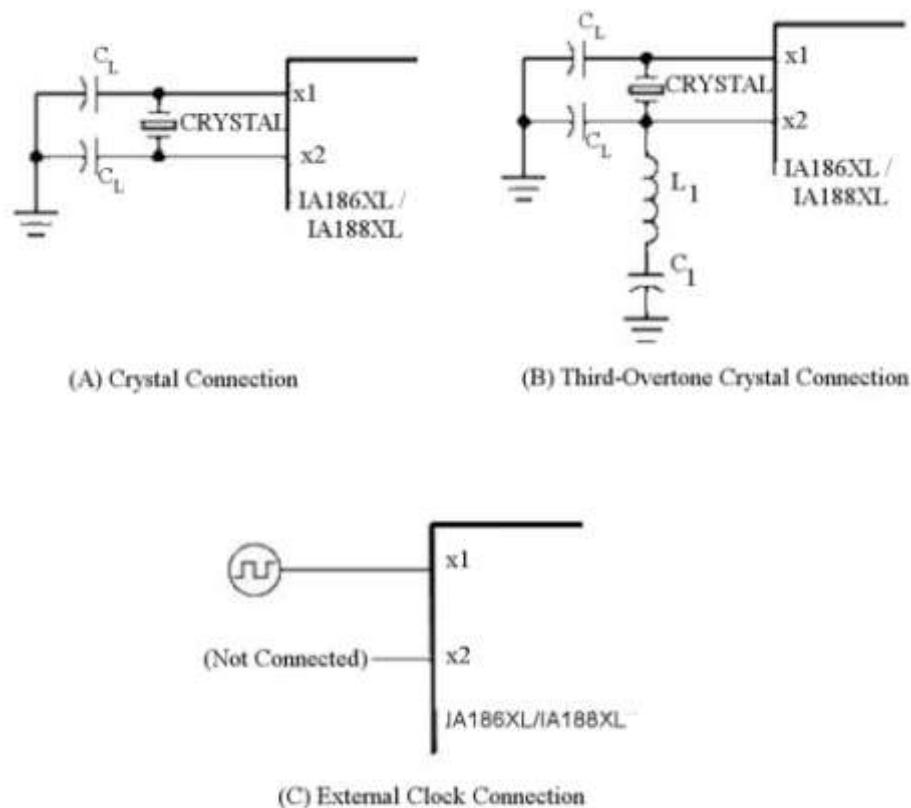 C_L
x1
CRYSTAL
x2
C_L
IA186XL /
IA188XL
(A) Crystal Connection
C_L
x1
CRYSTAL
x2
C_L
IA186XL /
IA188XL
L_1
C_1
(B) Third-Overtone Crystal Connection
x1
(Not Connected)
x2
IA186XL/IA188XL
(C) External Clock Connection